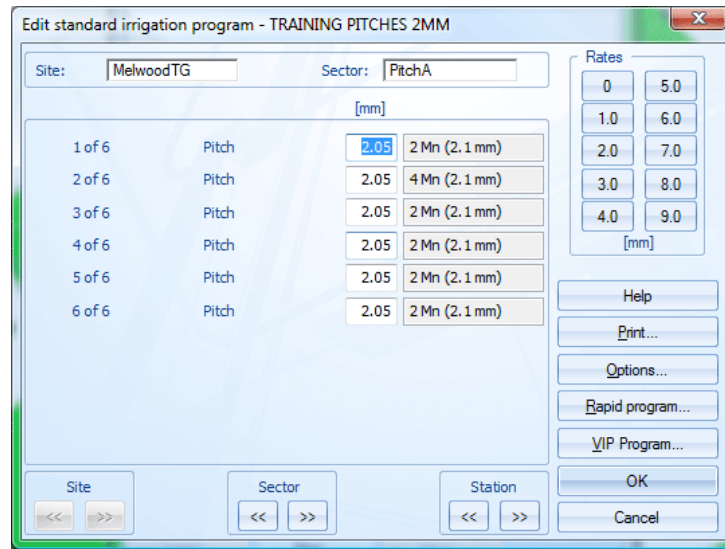 Edit standard irrigation program - TRAINING PITCHES 2MM
Site: MelwoodTG Sector: PitchA
[mm]
1 of 6 Pitch 2.05 2 Mn (2.1 mm)
2 of 6 Pitch 2.05 4 Mn (2.1 mm)
3 of 6 Pitch 2.05 2 Mn (2.1 mm)
4 of 6 Pitch 2.05 2 Mn (2.1 mm)
5 of 6 Pitch 2.05 2 Mn (2.1 mm)
6 of 6 Pitch 2.05 2 Mn (2.1 mm)
Site
<< >>
Sector
<< >>
Station
<< >>
Rates
0 5.0
1.0 6.0
2.0 7.0
3.0 8.0
4.0 9.0
[mm]
Help
Print...
Options...
Rapid program...
VIP Program...
OK
Cancel